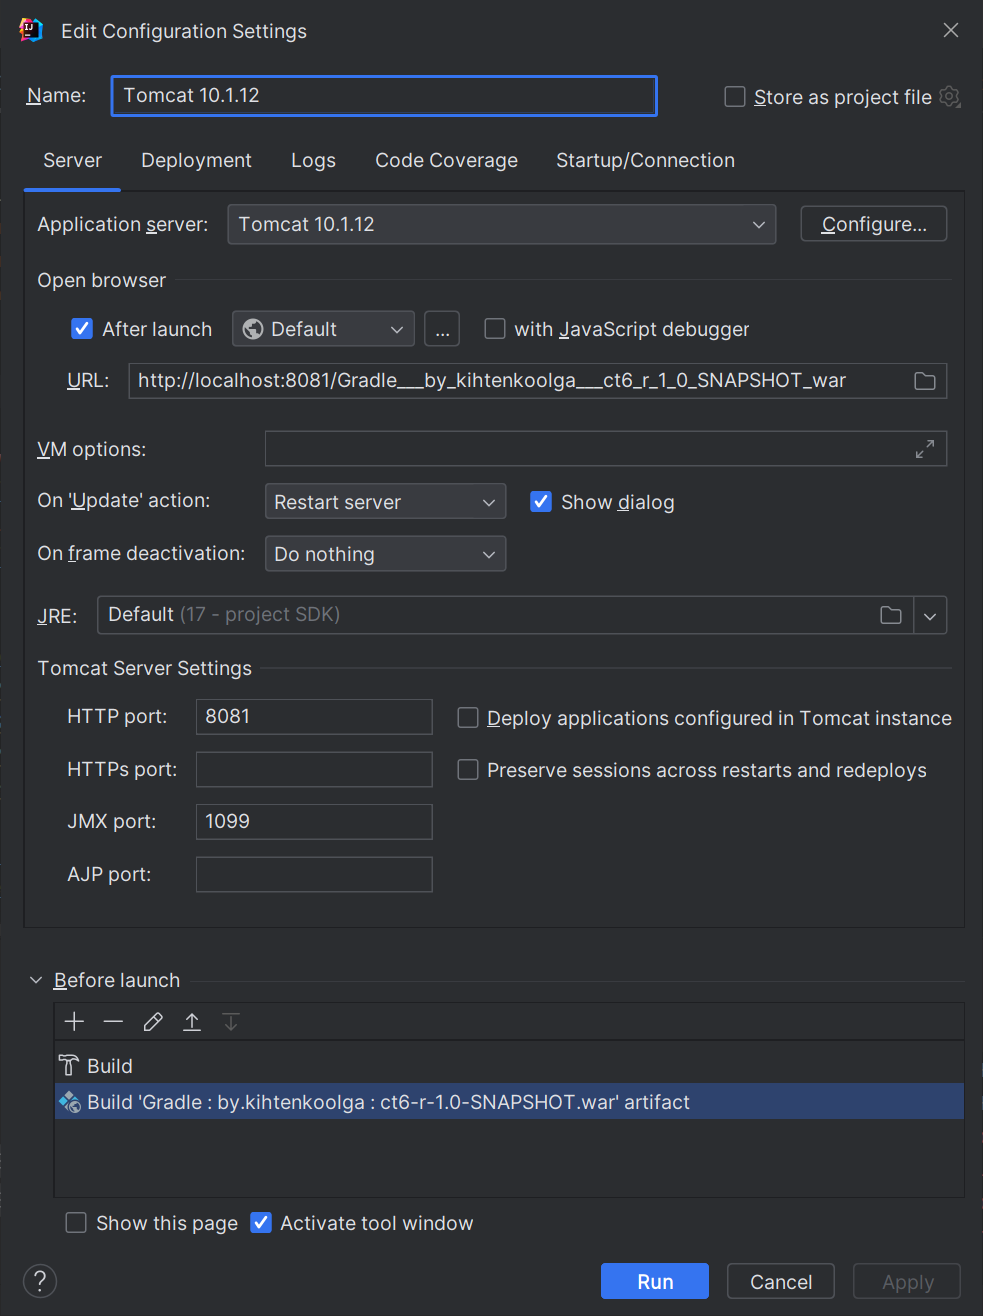 Edit Configuration Settings
Name: Tomcat 10.1.12 Store as project file
Server Deployment Logs Code Coverage Startup/Connection
Application server: Tomcat 10.1.12 Configure...
Open browser
After launch Default ... with JavaScript debugger
URL: http://localhost:8081/Gradle___by_kihtenkoolga___ct6_r_1_0_SNAPSHOT_war
VM options:
On 'Update' action: Restart server Show dialog
On frame deactivation: Do nothing
JRE: Default (17 - project SDK)
Tomcat Server Settings
HTTP port: 8081 Deploy applications configured in Tomcat instance
HTTPs port: Preserve sessions across restarts and redeploys
JMX port: 1099
AJP port:
Before launch
Build
Build 'Gradle : by.kihtenkoolga : ct6-r-1.0-SNAPSHOT.war' artifact
Show this page Activate tool window
? Run Cancel Apply